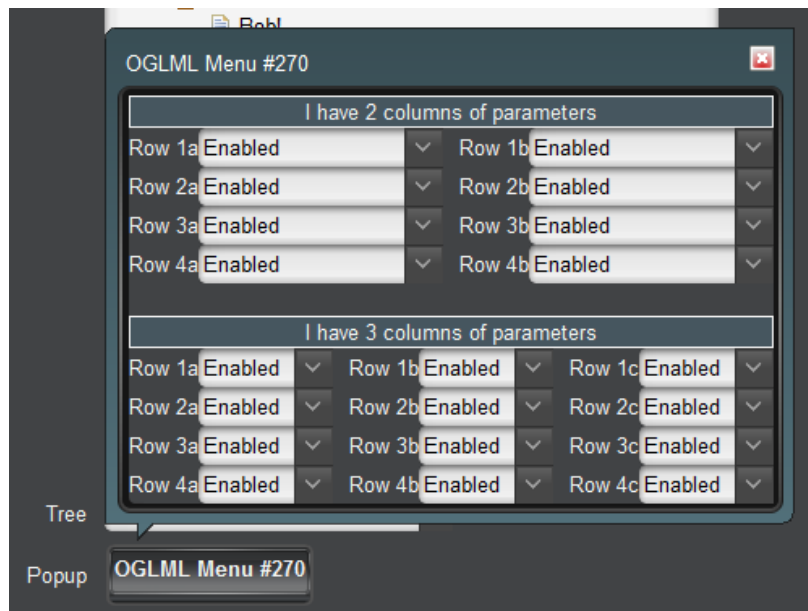 Bob!
OGLML Menu #270
I have 2 columns of parameters
Row 1a Enabled Row 1b Enabled
Row 2a Enabled Row 2b Enabled
Row 3a Enabled Row 3b Enabled
Row 4a Enabled Row 4b Enabled
I have 3 columns of parameters
Row 1a Enabled Row 1b Enabled Row 1c Enabled
Row 2a Enabled Row 2b Enabled Row 2c Enabled
Row 3a Enabled Row 3b Enabled Row 3c Enabled
Row 4a Enabled Row 4b Enabled Row 4c Enabled
Tree
Popup OGLML Menu #270